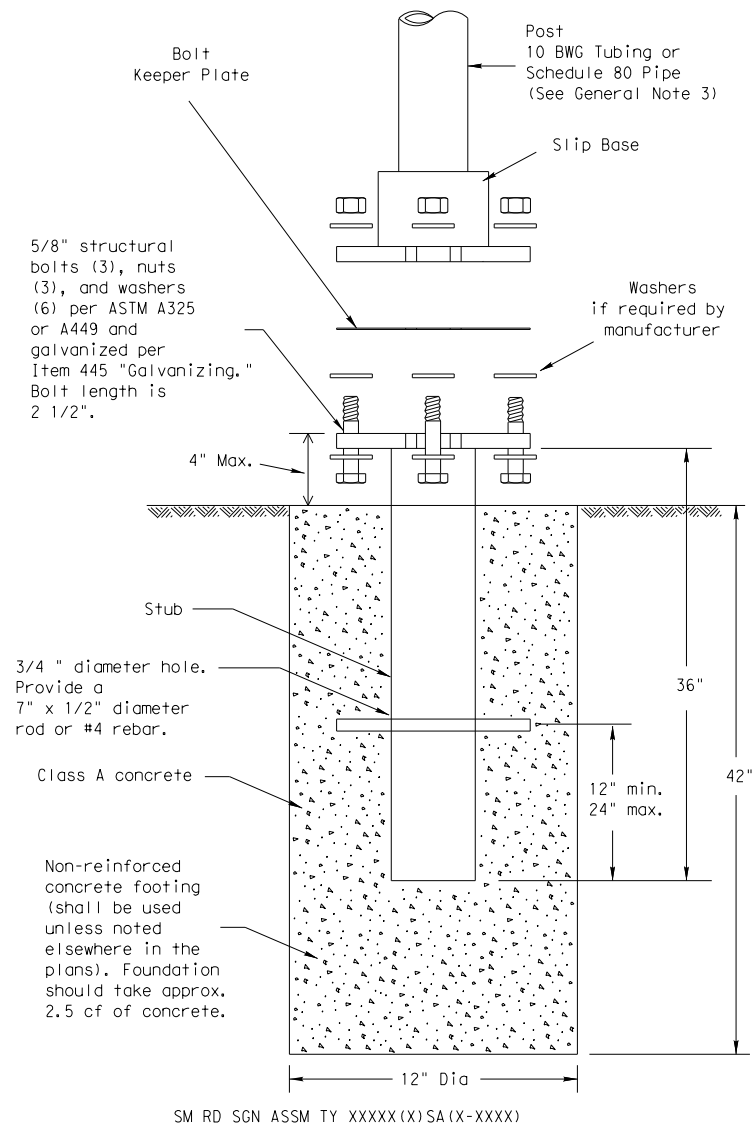 Post
10 BWG Tubing or
Schedule 80 Pipe
(See General Note 3)
Bolt
Keeper Plate
Slip Base
5/8" structural
bolts (3), nuts
(3), and washers
(6) per ASTM A325
or A449 and
galvanized per
Item 445 "Galvanizing."
Bolt length is
2 1/2".
Washers
if required by
manufacturer
4" Max.
Stub
3/4 " diameter hole.
Provide a
7" x 1/2" diameter
rod or #4 rebar.
36"
Class A concrete
12" min.
24" max.
42"
Non-reinforced
concrete footing
(shall be used
unless noted
elsewhere in the
plans). Foundation
should take approx.
2.5 cf of concrete.
12" Dia
SM RD SGN ASSM TY XXXXX(X)SA(X-XXXX)